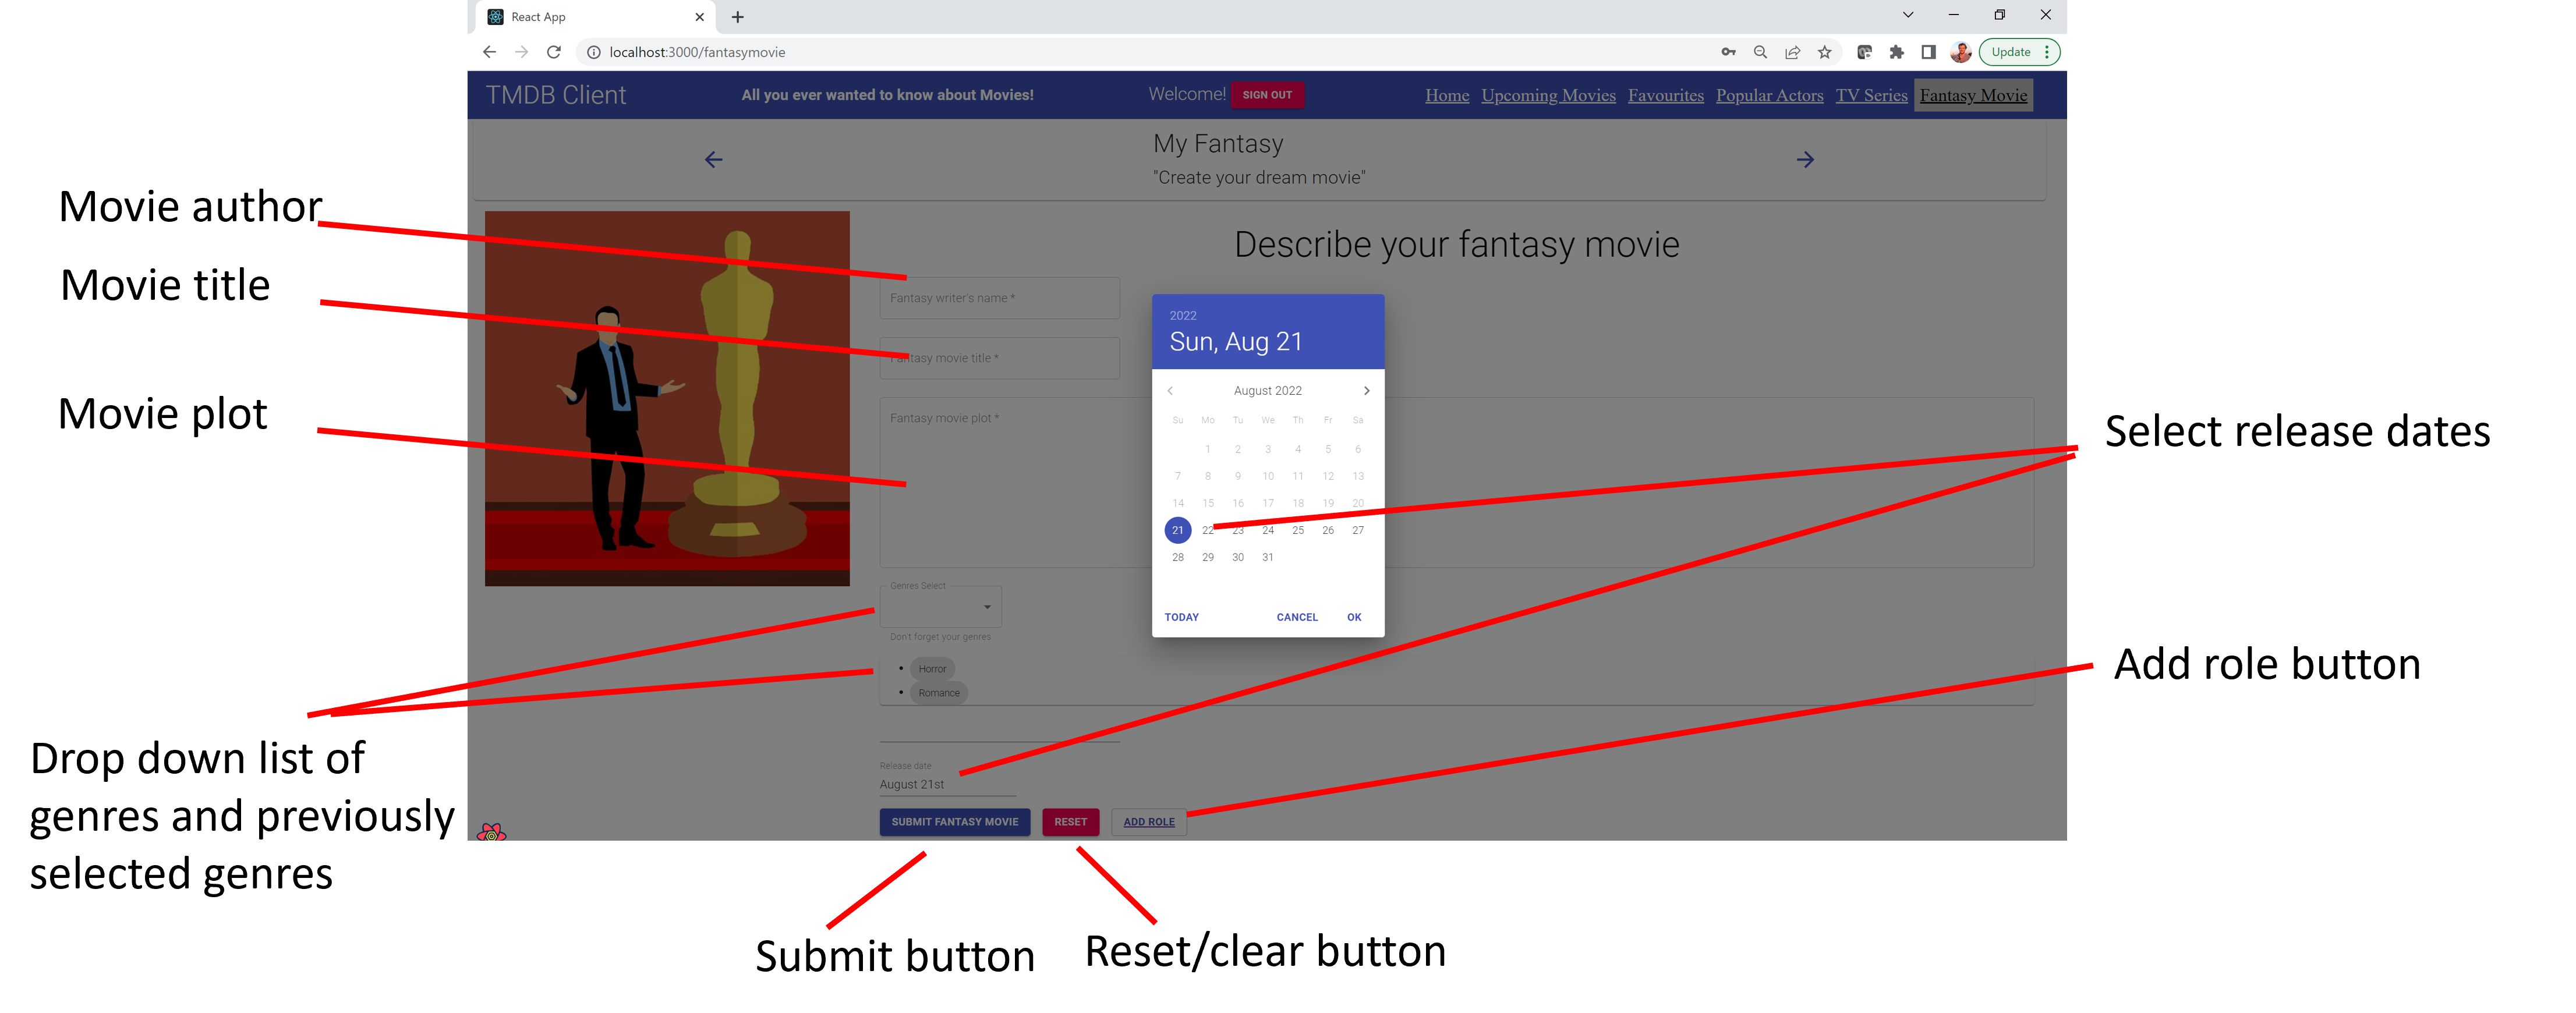 React App
localhost:3000/fantasymovie
Update
TMDB Client
All you ever wanted to know about Movies!
Welcome!
SIGN OUT
Home Upcoming Movies Favourites Popular Actors TV Series Fantasy Movie
My Fantasy
"Create your dream movie"
Movie author
Movie title
Movie plot
Describe your fantasy movie
Fantasy writer's name *
Fantasy movie title *
Fantasy movie plot *
2022
Sun, Aug 21
August 2022
Su Mo Tu We Th Fr Sa
1 2 3 4 5 6
7 8 9 10 11 12 13
14 15 16 17 18 19 20
21 22 23 24 25 26 27
28 29 30 31
TODAY CANCEL OK
Select release dates
Genres Select
Don't forget your genres
Horror
Romance
Add role button
Drop down list of
genres and previously
selected genres
Release date
August 21st
SUBMIT FANTASY MOVIE
RESET
ADD ROLE
Submit button
Reset/clear button